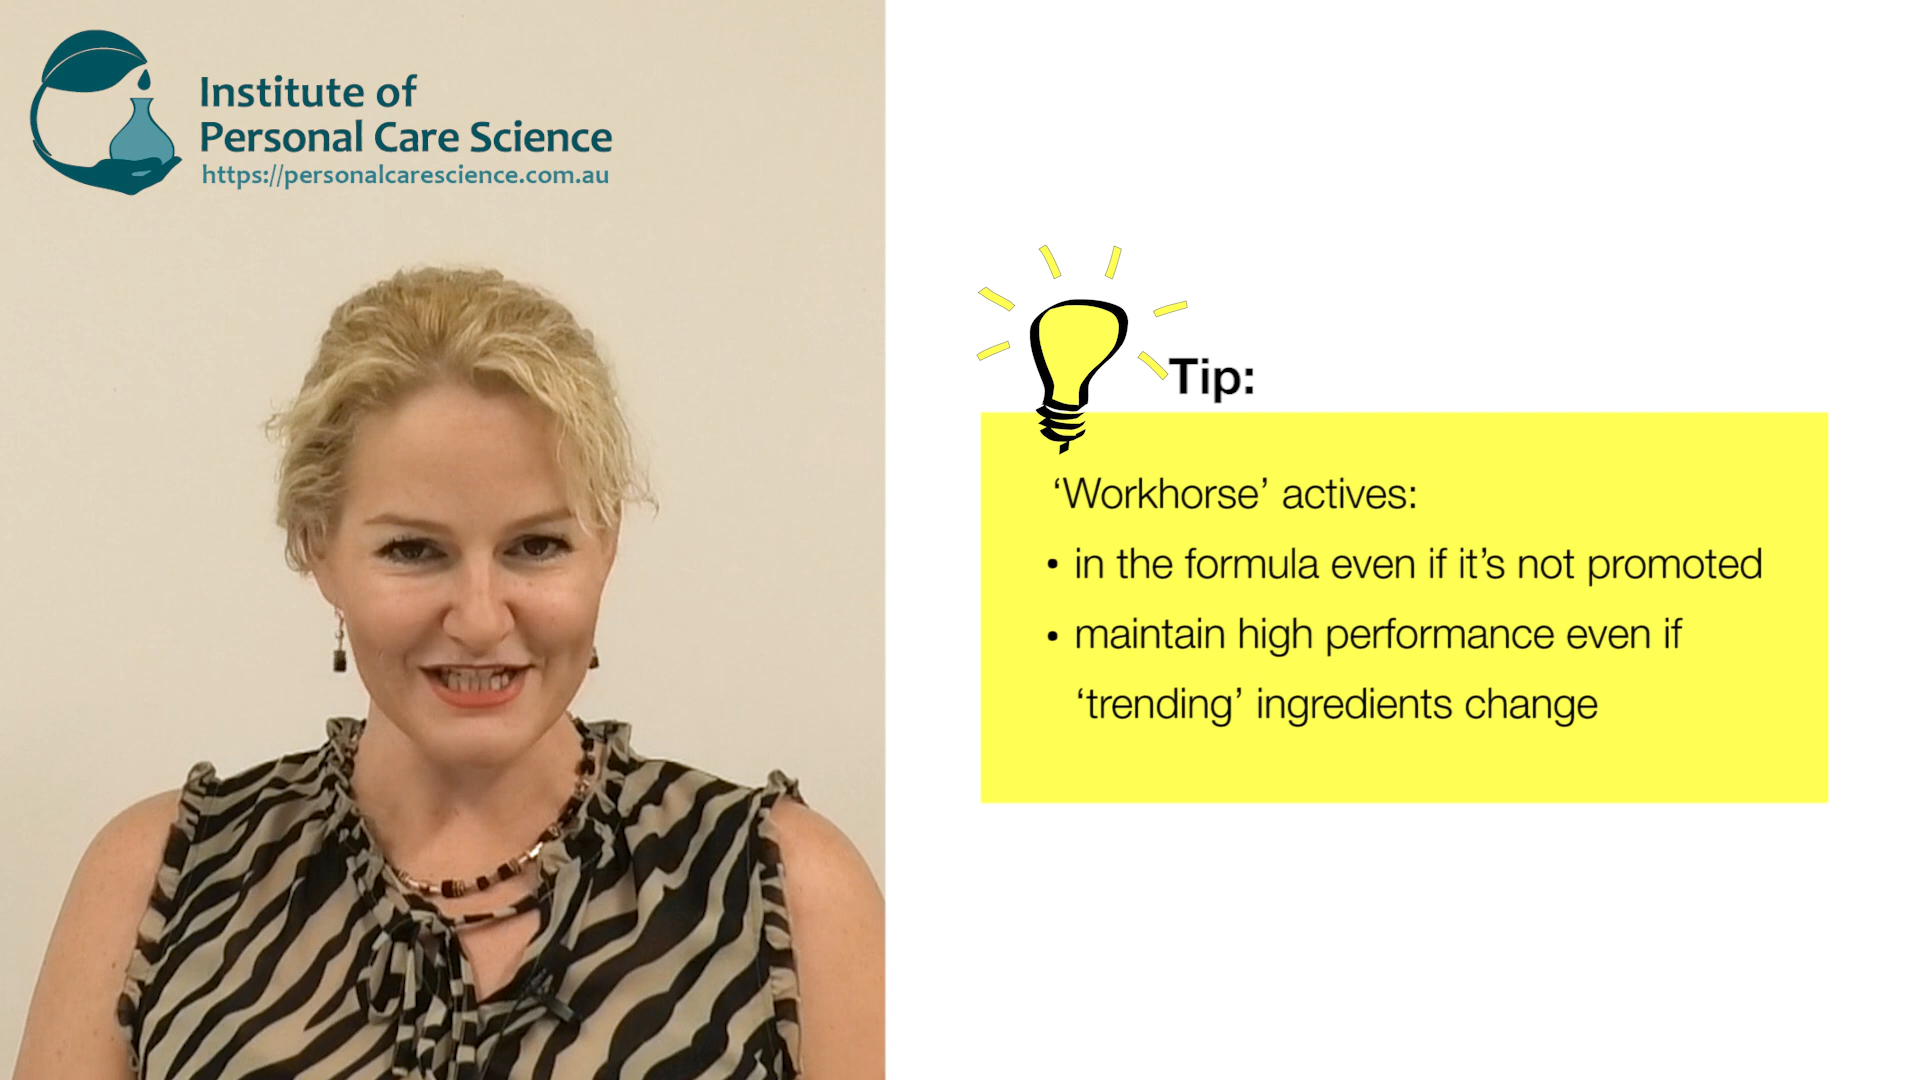 Institute of
Personal Care Science
https://personalcarescience.com.au
Tip:
‘Workhorse’ actives:
• in the formula even if it’s not promoted
• maintain high performance even if
‘trending’ ingredients change